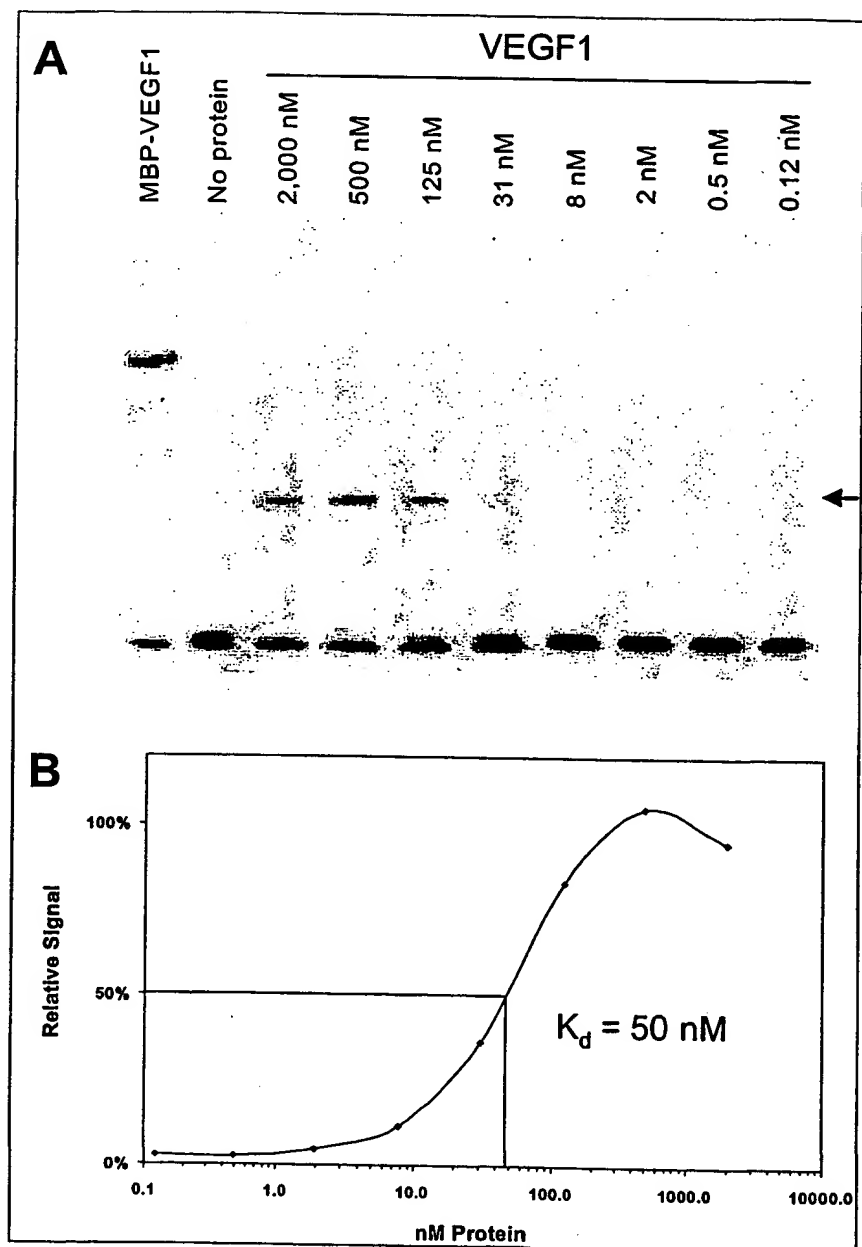 A
VEGF1
MBP-VEGF1
No protein
2,000 nM
500 nM
125 nM
31 nM
8 nM
2 nM
0.5 nM
0.12 nM
B
100%
50%
0%
Relative Signal
Kd = 50 nM
0.1 1.0 10.0 100.0 1000.0 10000.0
nM Protein